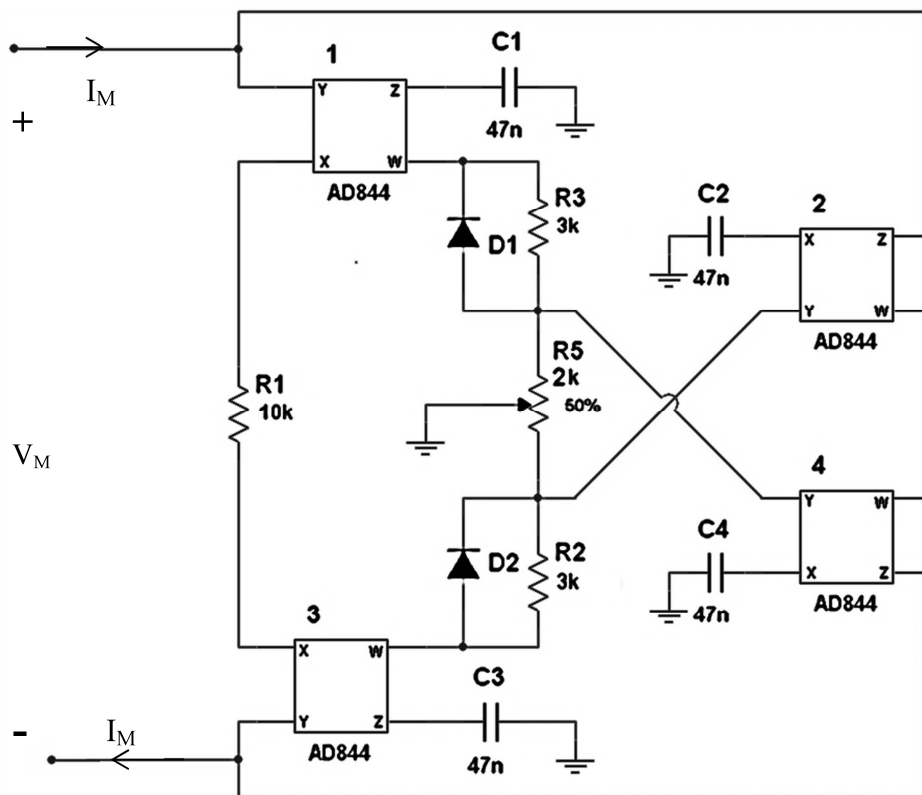 1
C1
I_M
Y Z
47n
+
X W
AD844
R3
3k
C2
2
D1
X Z
47n
Y W
AD844
R5
2k
50%
R1
10k
V_M
4
Y W
C4
D2
R2
3k
X Z
47n
AD844
3
X W
C3
Y Z
-
I_M
AD844
47n